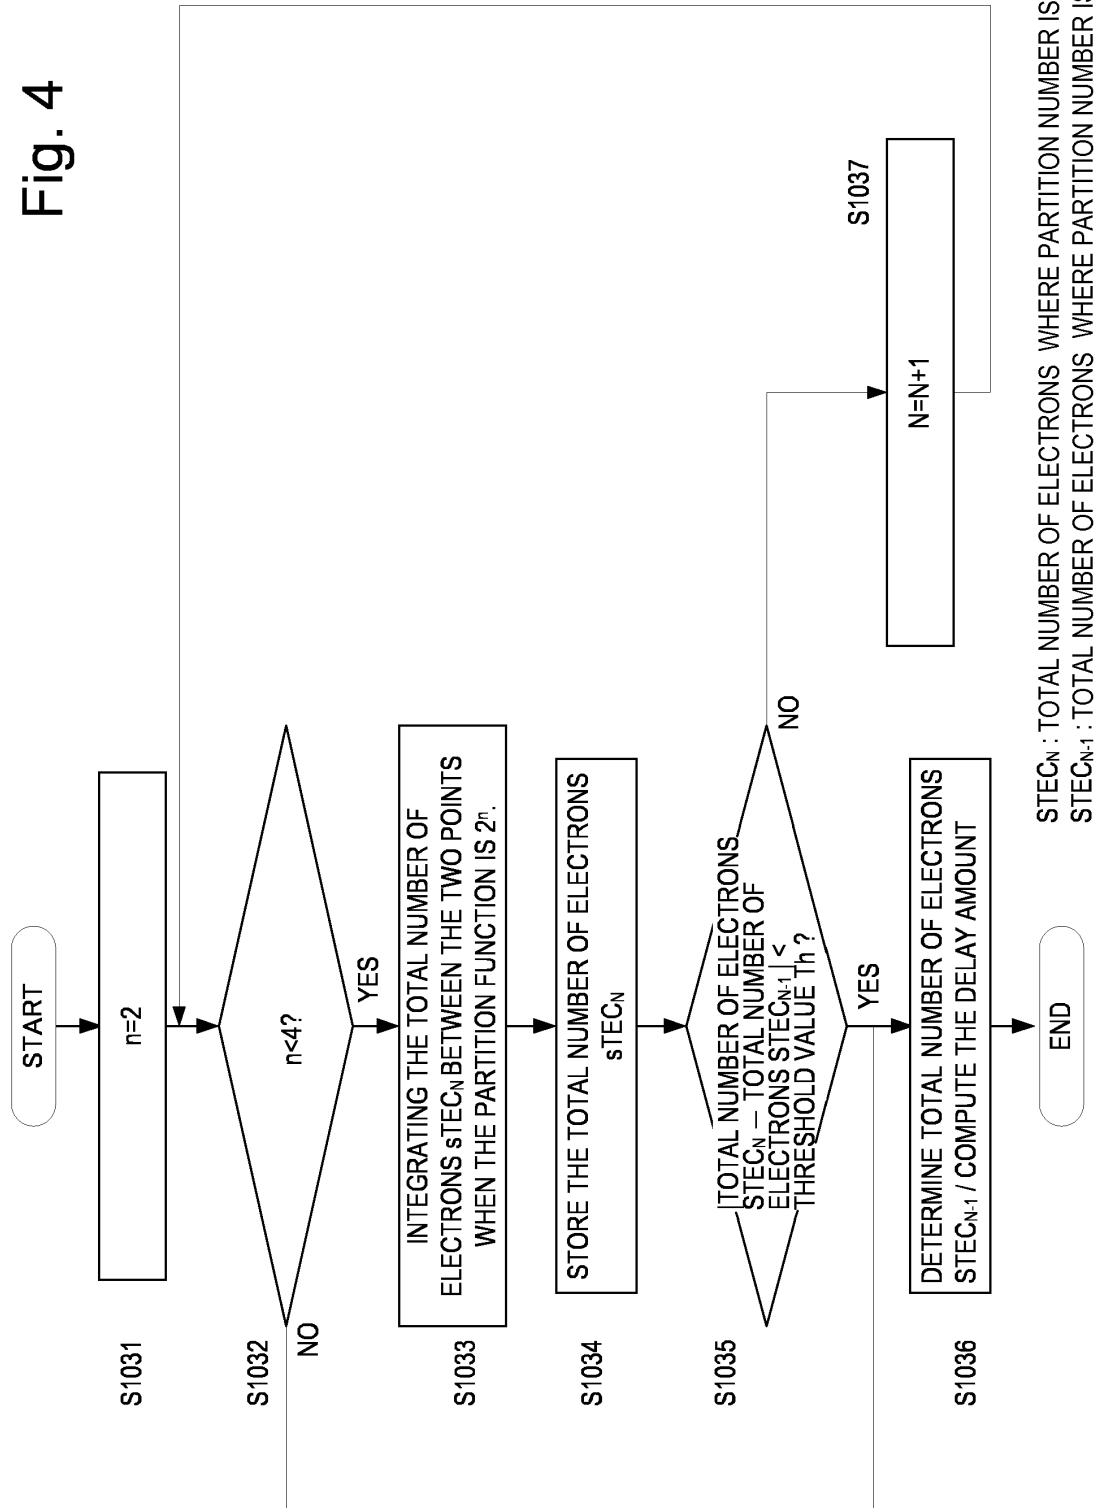 Fig. 4
START
S1031
n=2
S1032
n<4?
NO
YES
S1033
INTEGRATING THE TOTAL NUMBER OF
ELECTRONS sTECN BETWEEN THE TWO POINTS
WHEN THE PARTITION FUNCTION IS 2ⁿ.
S1034
STORE THE TOTAL NUMBER OF ELECTRONS
sTECN
S1035
|TOTAL NUMBER OF ELECTRONS
STECN – TOTAL NUMBER OF
ELECTRONS STECN-1| <
THRESHOLD VALUE Th ?
NO
YES
S1037
N=N+1
S1036
DETERMINE TOTAL NUMBER OF ELECTRONS
STECN-1 / COMPUTE THE DELAY AMOUNT
END
STECN : TOTAL NUMBER OF ELECTRONS WHERE PARTITION NUMBER IS
STECN-1 : TOTAL NUMBER OF ELECTRONS WHERE PARTITION NUMBER IS